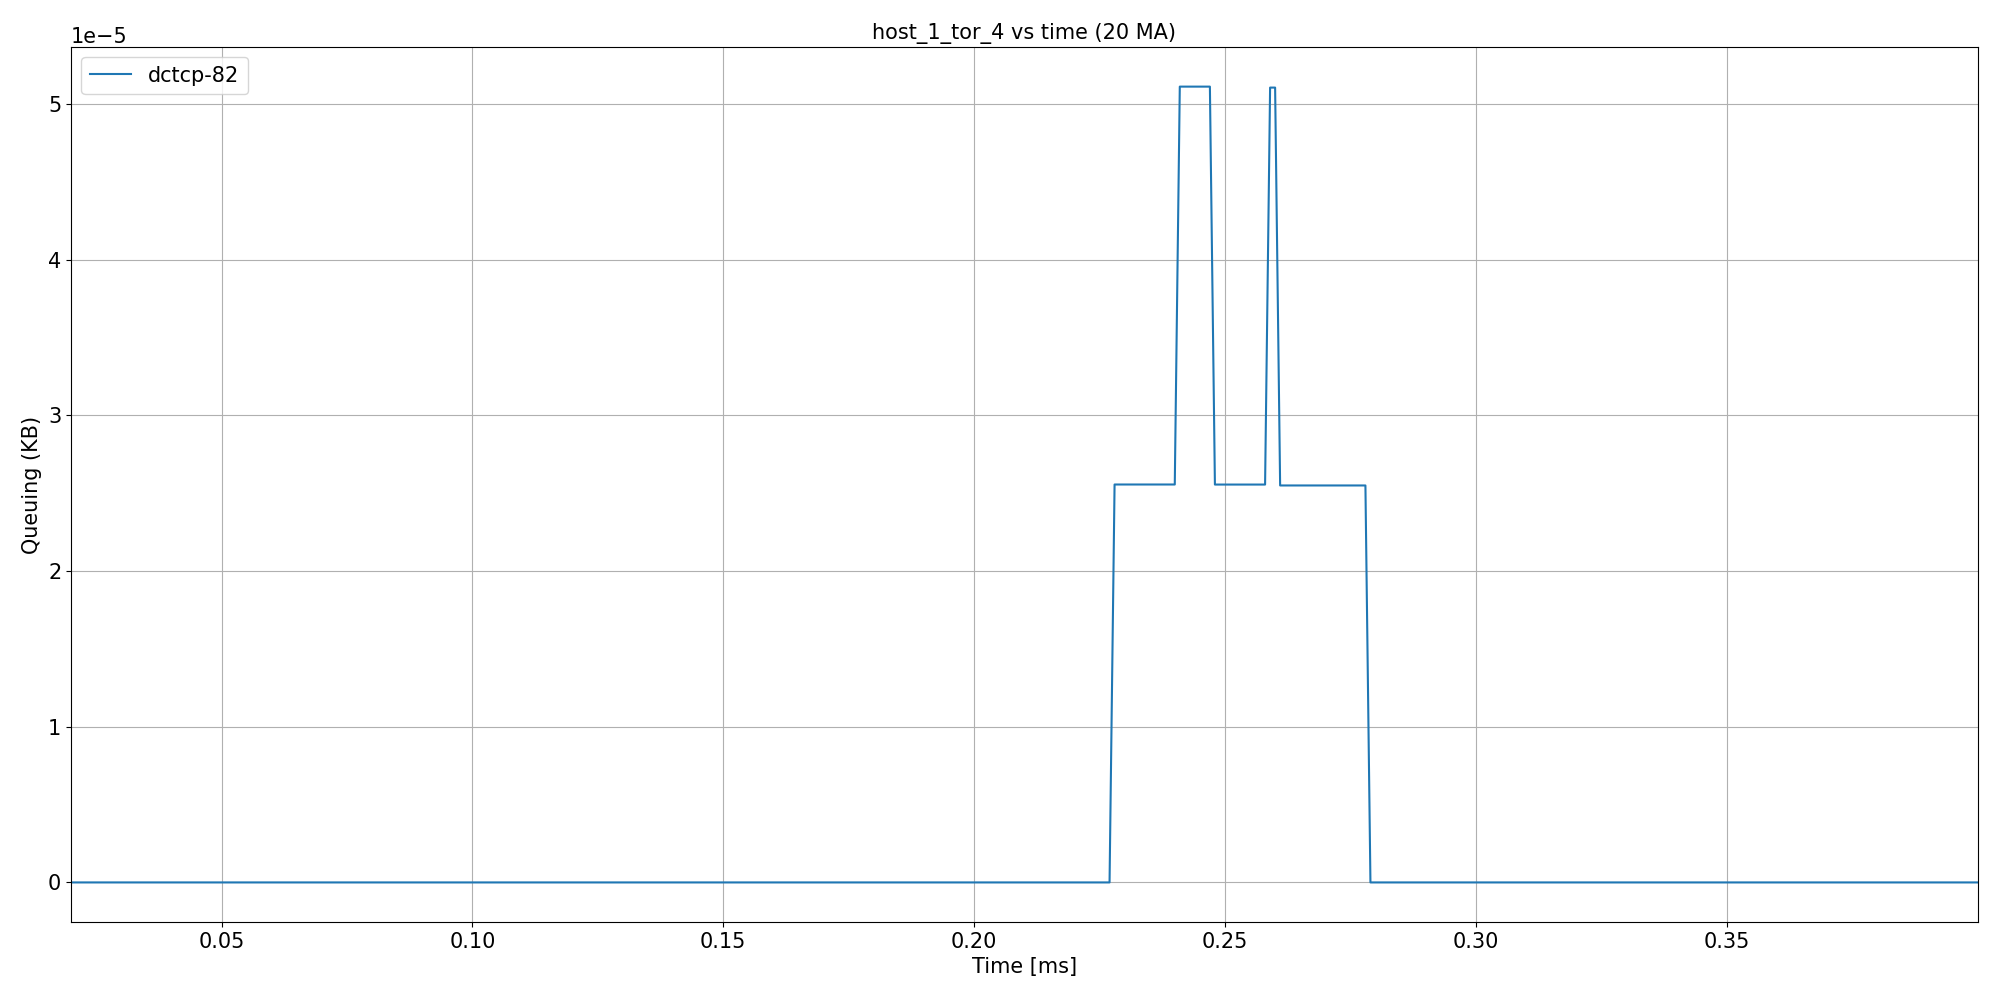 host_1_tor_4 vs time (20 MA)
1e−5
dctcp-82
5
4
3
2
1
0
Queuing (KB)
0.05 0.10 0.15 0.20 0.25 0.30 0.35
Time [ms]